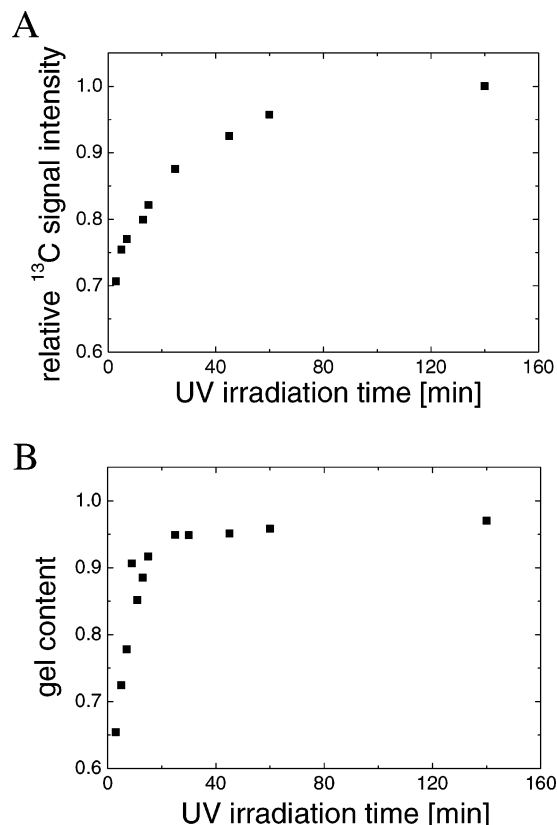 A
relative ¹³C signal intensity
1.0
0.9
0.8
0.7
0.6
0 40 80 120 160
UV irradiation time [min]
B
gel content
1.0
0.9
0.8
0.7
0.6
0 40 80 120 160
UV irradiation time [min]